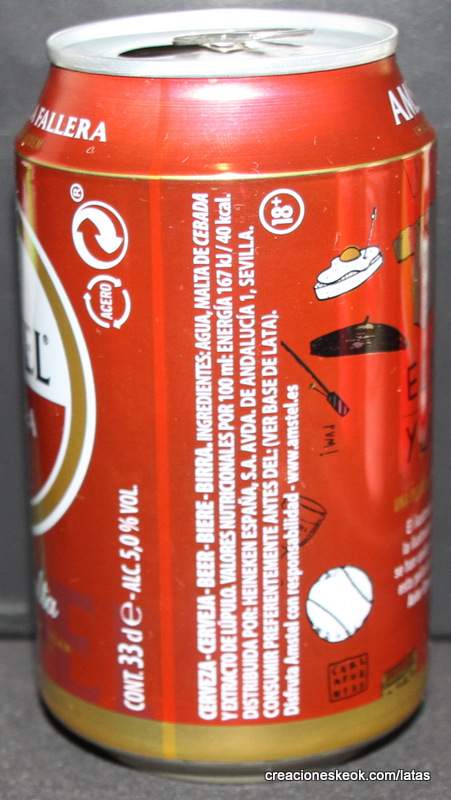 A FALLERA
AM
EL
A
®
ACERO
CONT. 33 cl e - ALC. 5,0 % VOL.
CERVEZA - CERVEJA - BEER - BIERE - BIRRA. INGREDIENTES: AGUA, MALTA DE CEBADA
Y EXTRACTO DE LÚPULO. VALORES NUTRICIONALES POR 100 ml: ENERGÍA 167 kJ / 40 kcal.
DISTRIBUIDA POR: HEINEKEN ESPAÑA, S.A. AVDA. DE ANDALUCÍA 1, SEVILLA.
CONSUMIR PREFERENTEMENTE ANTES DEL: (VER BASE DE LATA).
Disfruta Amstel con responsabilidad - www.amstel.es
18+
creacioneskeok.com/latas